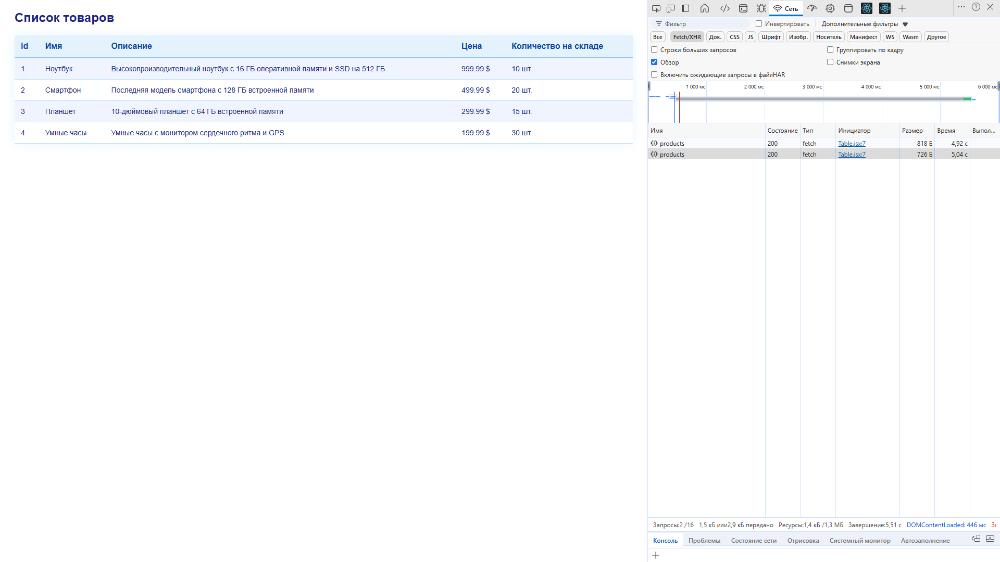 Список товаров
Id Имя Описание Цена Количество на складе
1 Ноутбук Высокопроизводительный ноутбук с 16 ГБ оперативной памяти и SSD на 512 ГБ 999.99 $ 10 шт.
2 Смартфон Последняя модель смартфона с 128 ГБ встроенной памяти 499.99 $ 20 шт.
3 Планшет 10-дюймовый планшет с 64 ГБ встроенной памяти 299.99 $ 15 шт.
4 Умные часы Умные часы с монитором сердечного ритма и GPS 199.99 $ 30 шт.
Сеть
Фильтр Инвертировать Дополнительные фильтры
Все Fetch/XHR Док. CSS JS Шрифт Изобр. Носитель Манифест WS Wasm Другое
Строки больших запросов Группировать по кадру
Обзор Снимки экрана
Включить ожидающие запросы в файлHAR
1 000 мс 2 000 мс 3 000 мс 4 000 мс 5 000 мс 6 000 мс
Имя Состояние Тип Инициатор Размер Время Выпол...
products 200 fetch Table.jsx:7 818 Б 4,92 с
products 200 fetch Table.jsx:7 726 Б 5,04 с
Запросы:2 /16 1,5 кБ или2,9 кБ передано Ресурсы:1,4 кБ /1,3 МБ Завершение:5,51 с DOMContentLoaded: 446 мс
Консоль Проблемы Состояние сети Отрисовка Системный монитор Автозаполнение